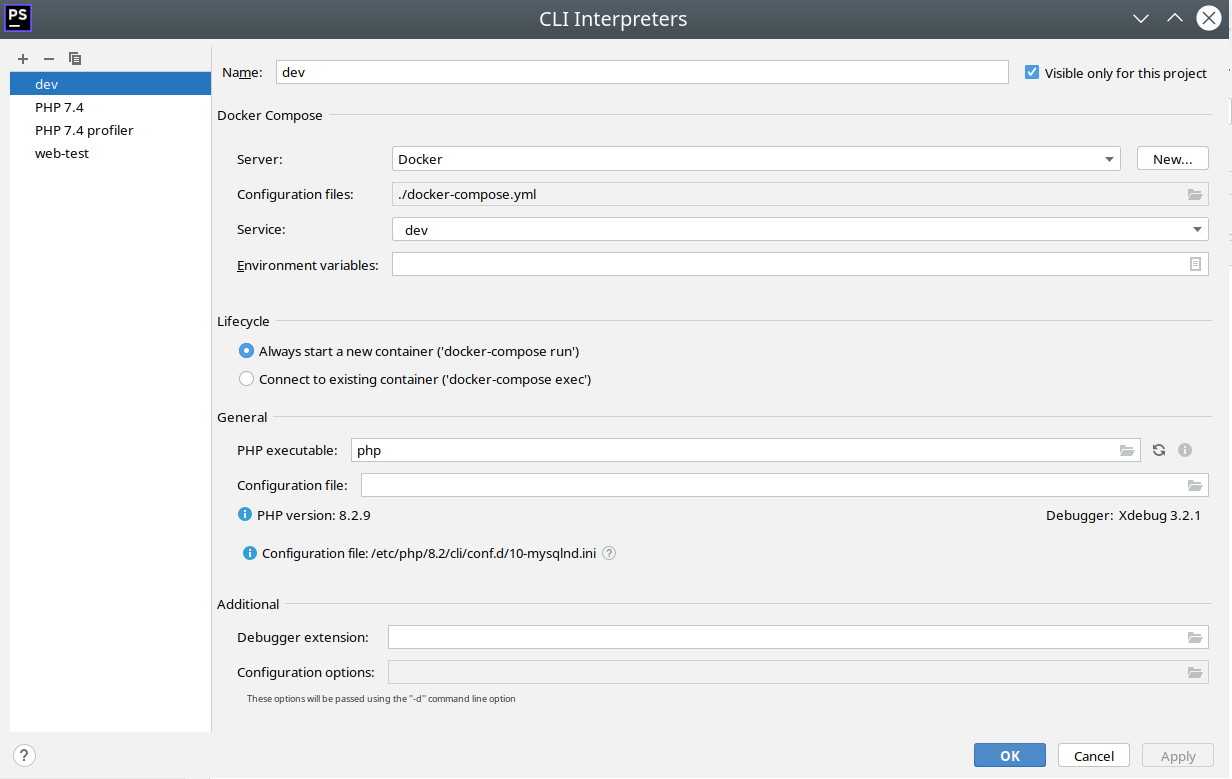 PS
CLI Interpreters
dev
PHP 7.4
PHP 7.4 profiler
web-test
Name: dev
Visible only for this project
Docker Compose
Server: Docker New...
Configuration files: ./docker-compose.yml
Service: dev
Environment variables:
Lifecycle
Always start a new container ('docker-compose run')
Connect to existing container ('docker-compose exec')
General
PHP executable: php
Configuration file:
PHP version: 8.2.9 Debugger: Xdebug 3.2.1
Configuration file: /etc/php/8.2/cli/conf.d/10-mysqlnd.ini
Additional
Debugger extension:
Configuration options:
These options will be passed using the "-d" command line option
OK Cancel Apply